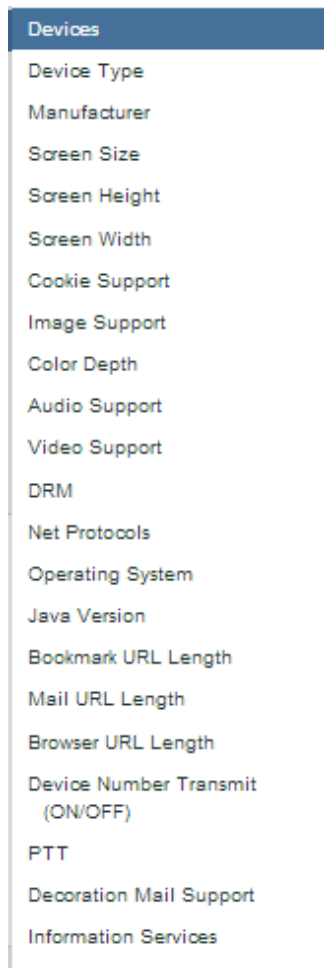 Devices
Device Type
Manufacturer
Screen Size
Screen Height
Screen Width
Cookie Support
Image Support
Color Depth
Audio Support
Video Support
DRM
Net Protocols
Operating System
Java Version
Bookmark URL Length
Mail URL Length
Browser URL Length
Device Number Transmit
(ON/OFF)
PTT
Decoration Mail Support
Information Services